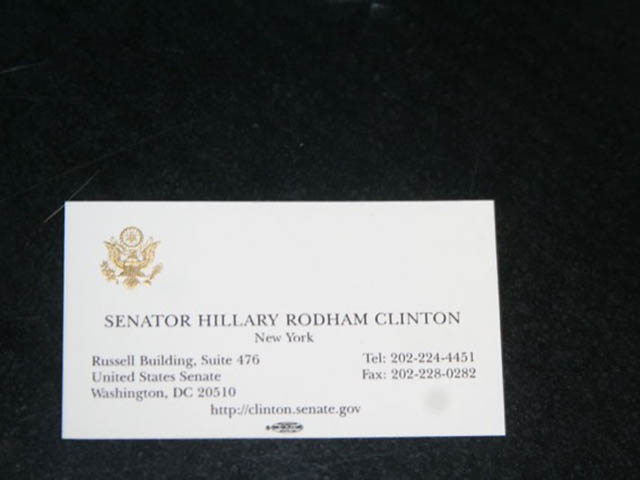 SENATOR HILLARY RODHAM CLINTON
New York
Russell Building, Suite 476
Tel: 202-224-4451
United States Senate
Fax: 202-228-0282
Washington, DC 20510
http://clinton.senate.gov